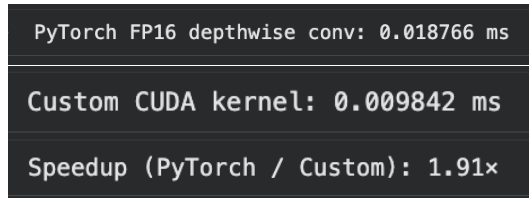 PyTorch FP16 depthwise conv: 0.018766 ms
Custom CUDA kernel: 0.009842 ms
Speedup (PyTorch / Custom): 1.91×